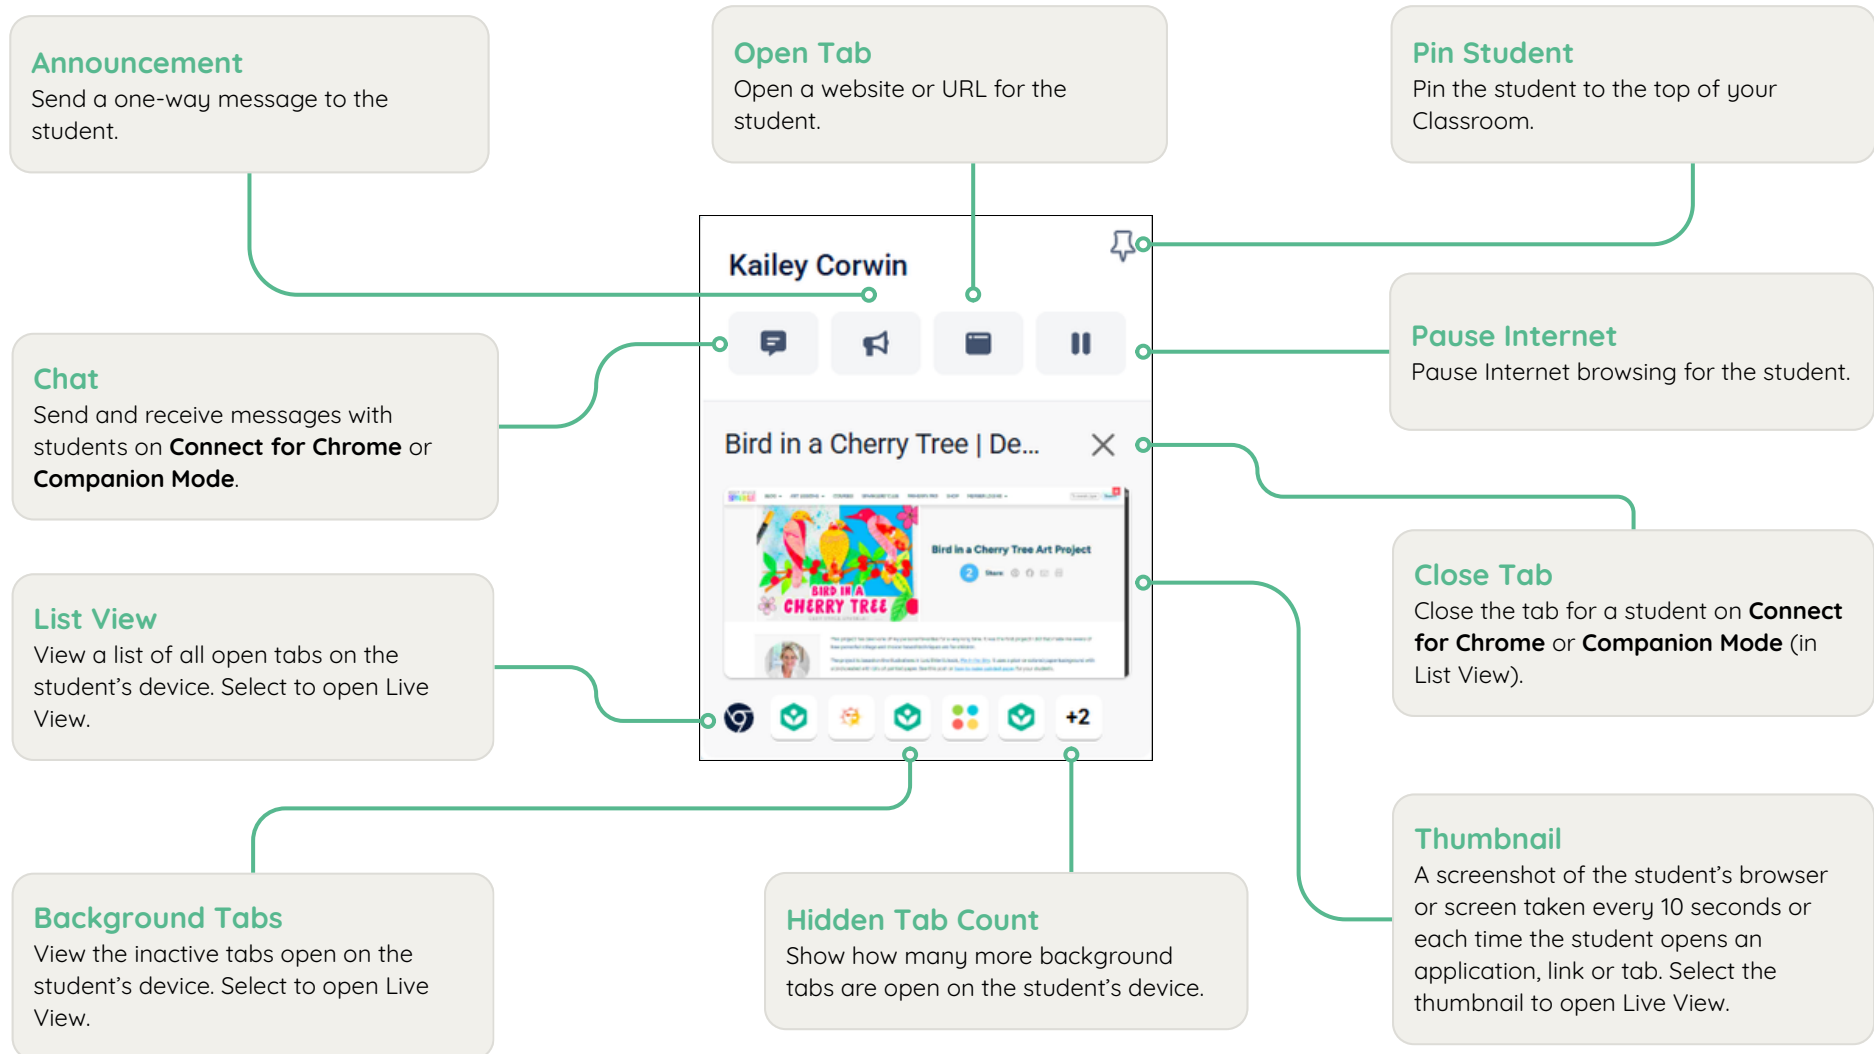 Announcement
Send a one-way message to the
student.
Open Tab
Open a website or URL for the
student.
Pin Student
Pin the student to the top of your
Classroom.
Kailey Corwin
Chat
Send and receive messages with
students on Connect for Chrome or
Companion Mode.
Pause Internet
Pause Internet browsing for the student.
Bird in a Cherry Tree | De...
Bird in a Cherry Tree Art Project
2 Share
BIRD IN A
CHERRY TREE
List View
View a list of all open tabs on the
student's device. Select to open Live
View.
Close Tab
Close the tab for a student on Connect
for Chrome or Companion Mode (in
List View).
+2
Background Tabs
View the inactive tabs open on the
student's device. Select to open Live
View.
Hidden Tab Count
Show how many more background
tabs are open on the student's device.
Thumbnail
A screenshot of the student's browser
or screen taken every 10 seconds or
each time the student opens an
application, link or tab. Select the
thumbnail to open Live View.